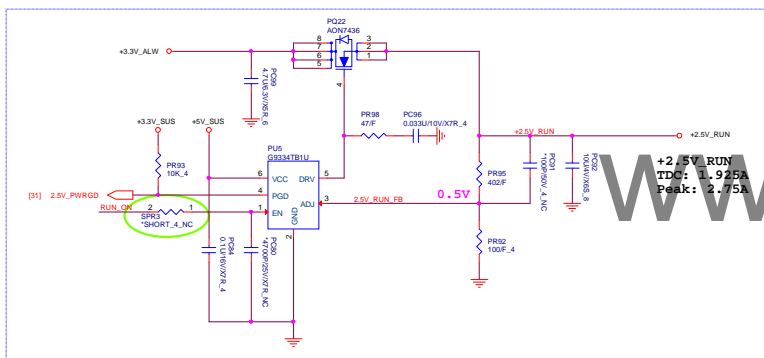 PQ22
AON7436
+3.3V_ALW
8
7
6
5
3
2
1
4
PC99
4.7U/6.3V/X5R_6
+3.3V_SUS
+5V_SUS
PR98
47/F
PC96
0.033U/10V/X7R_4
+2.5V_RUN
+2.5V_RUN
PU5
G9334TB1U
PR93
10K_4
6
VCC
DRV
5
[31]
2.5V_PWRGD
4
PGD
RUN_ON
2
1
1
EN
ADJ
3
2.5V_RUN_FB
0.5V
GND
2
SPR3
*SHORT_4_NC
PC84
0.1U/16V/X7R_4
PC80
*4700P/25V/X7R_NC
PR95
402/F
PC91
*100P/50V_4_NC
PC92
10U/4V/X6S_8
PR92
100/F_4
+2.5V_RUN
TDC: 1.925A
Peak: 2.75A
WW